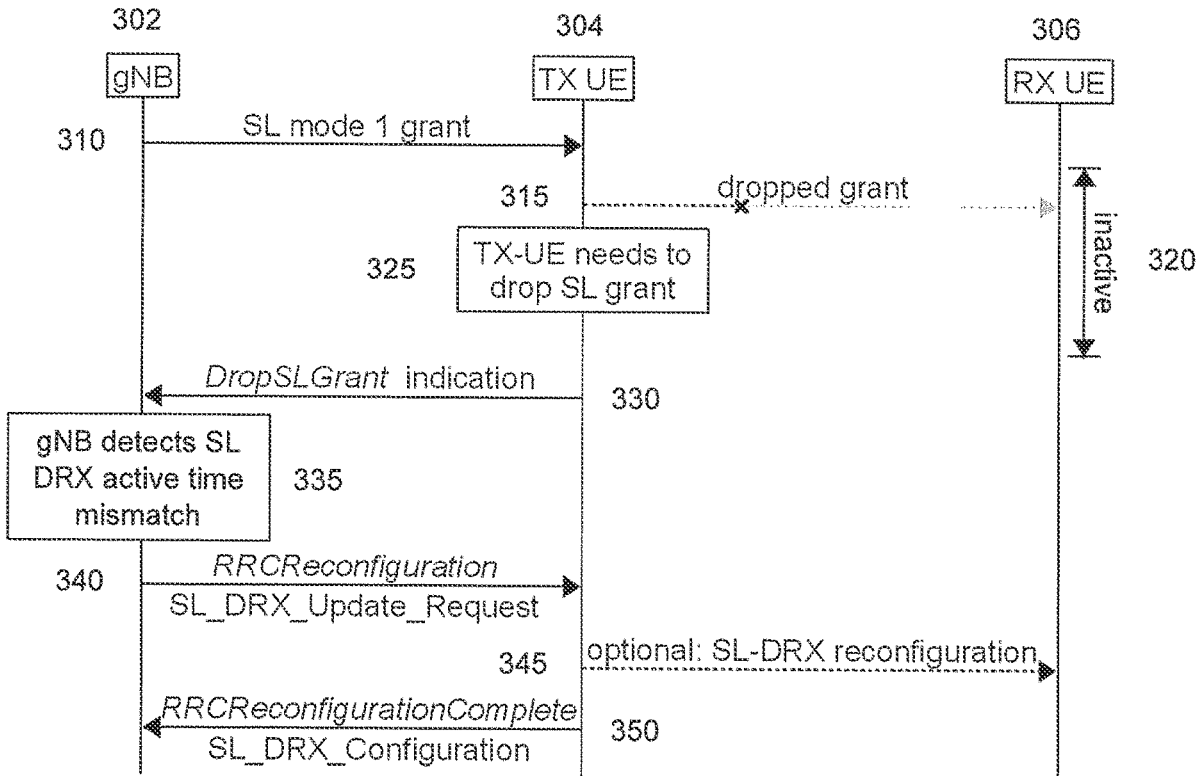 302
304
306
gNB
TX UE
RX UE
310
SL mode 1 grant
315
dropped grant
inactive
320
325
TX-UE needs to
drop SL grant
DropSLGrant indication
330
gNB detects SL
DRX active time
mismatch
335
340
RRCReconfiguration
SL_DRX_Update_Request
345
optional: SL-DRX reconfiguration
RRCReconfigurationComplete
SL_DRX_Configuration
350